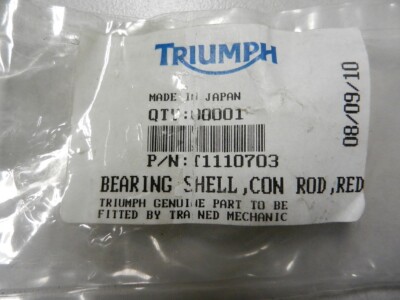 TRIUMPH
MADE IN JAPAN
QTY:00001
P/N:T1110703
BEARING SHELL,CON ROD,RED
TRIUMPH GENUINE PART TO BE
FITTED BY TRAINED MECHANIC
08/09/10